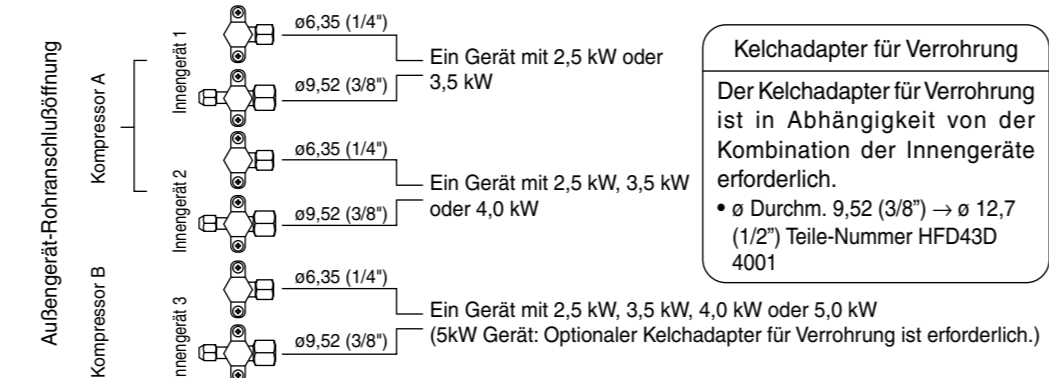 Außengerät-Rohranschlußöffnung
Kompressor A
Innengerät 1
ø6,35 (1/4")
ø9,52 (3/8")
Ein Gerät mit 2,5 kW oder
3,5 kW
Innengerät 2
ø6,35 (1/4")
ø9,52 (3/8")
Ein Gerät mit 2,5 kW, 3,5 kW
oder 4,0 kW
Kompressor B
Innengerät 3
ø6,35 (1/4")
ø9,52 (3/8")
Ein Gerät mit 2,5 kW, 3,5 kW, 4,0 kW oder 5,0 kW
(5kW Gerät: Optionaler Kelchadapter für Verrohrung ist erforderlich.)
Kelchadapter für Verrohrung
Der Kelchadapter für Verrohrung
ist in Abhängigkeit von der
Kombination der Innengeräte
erforderlich.
• ø Durchm. 9,52 (3/8”) → ø 12,7
(1/2”) Teile-Nummer HFD43D
4001